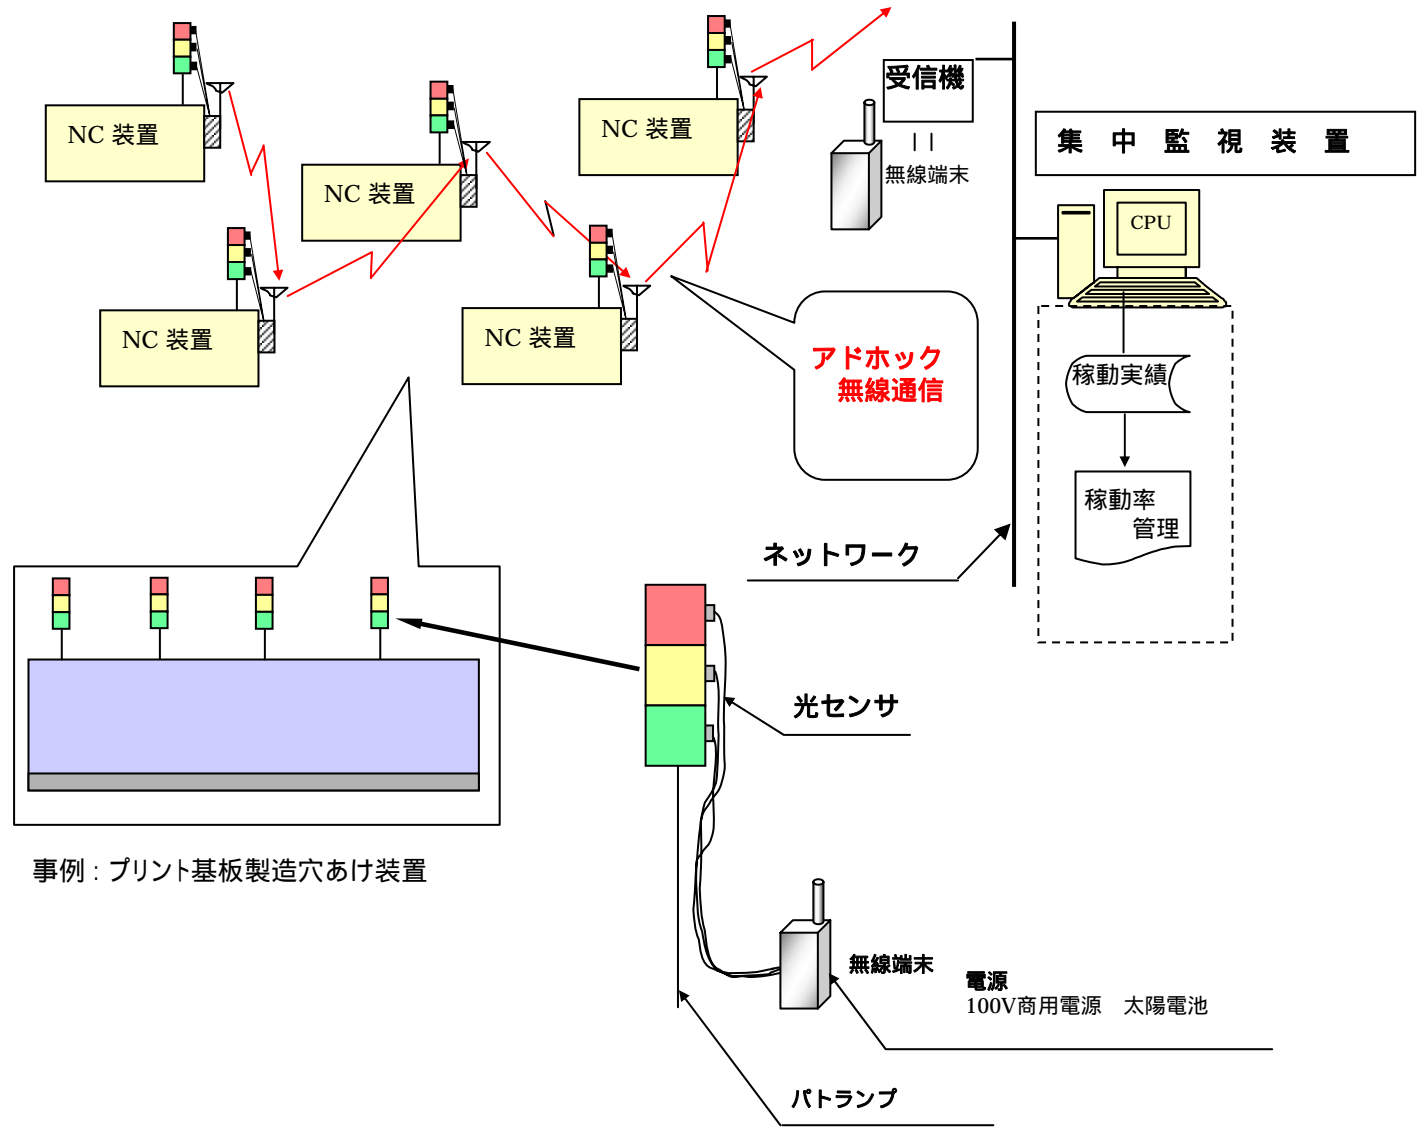 NC 装置
NC 装置
NC 装置
NC 装置
NC 装置
受信機
無線端末
集 中 監 視 装 置
CPU
稼動実績
稼動率
管理
アドホック
無線通信
ネットワーク
光センサ
事例：プリント基板製造穴あけ装置
無線端末
電源
100V商用電源　太陽電池
パトランプ